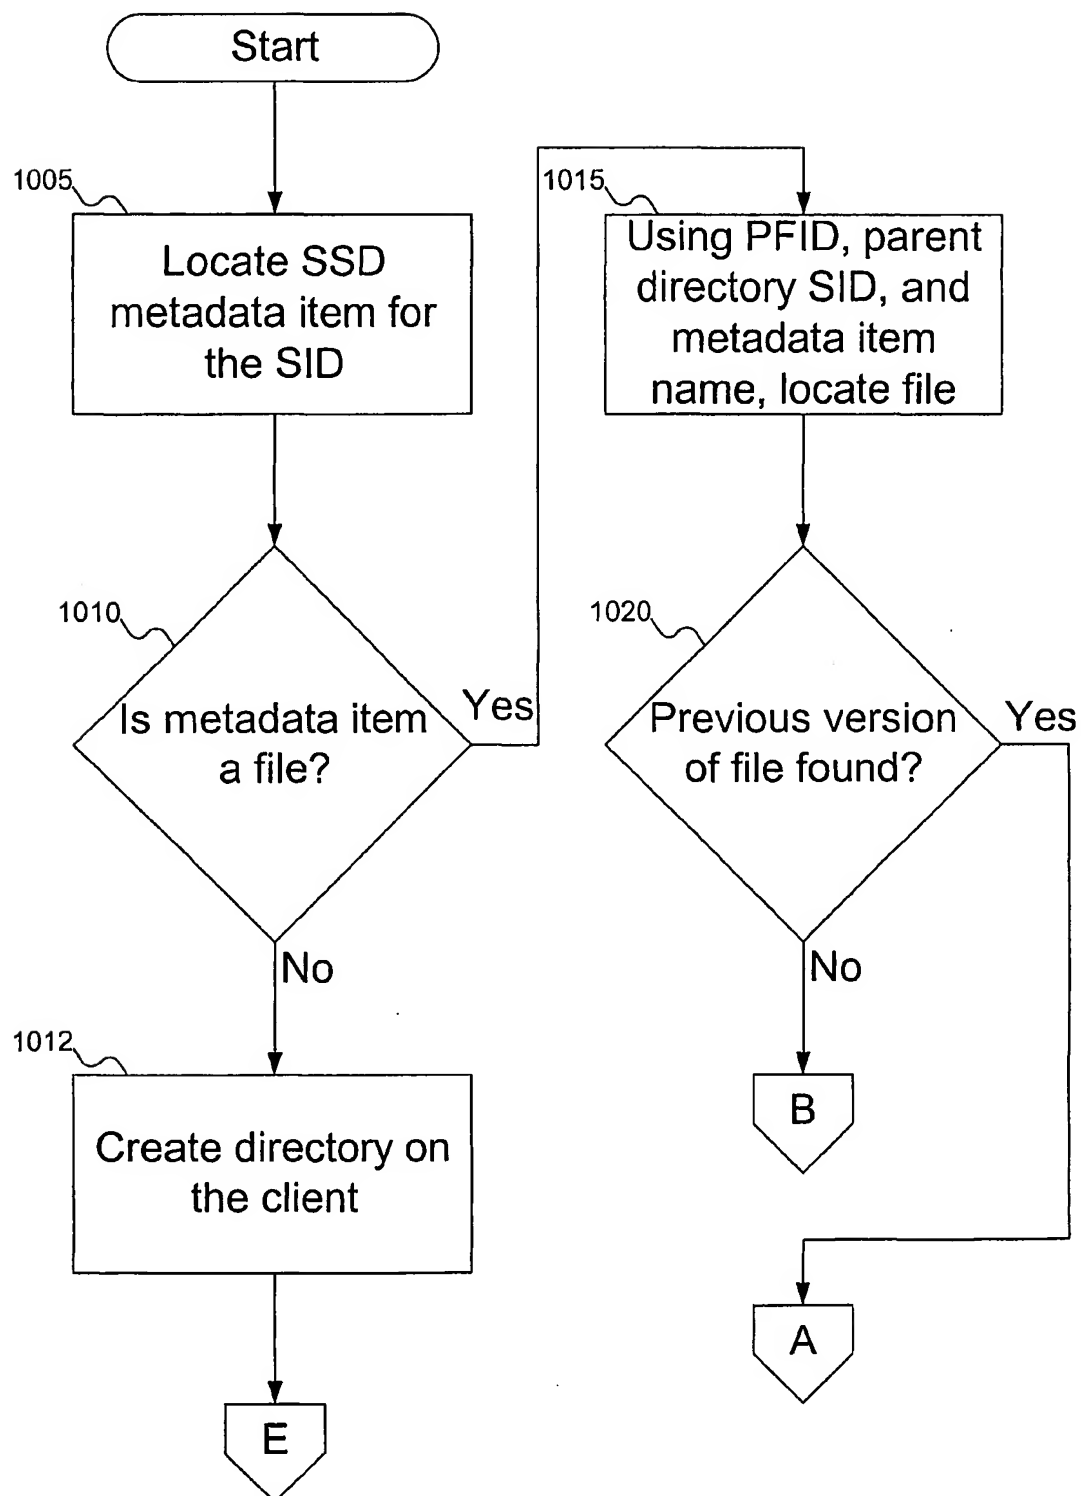 Start
1005
Locate SSD
metadata item for
the SID
1010
Is metadata item
a file?
Yes
No
1012
Create directory on
the client
E
1015
Using PFID, parent
directory SID, and
metadata item
name, locate file
1020
Previous version
of file found?
Yes
No
B
A